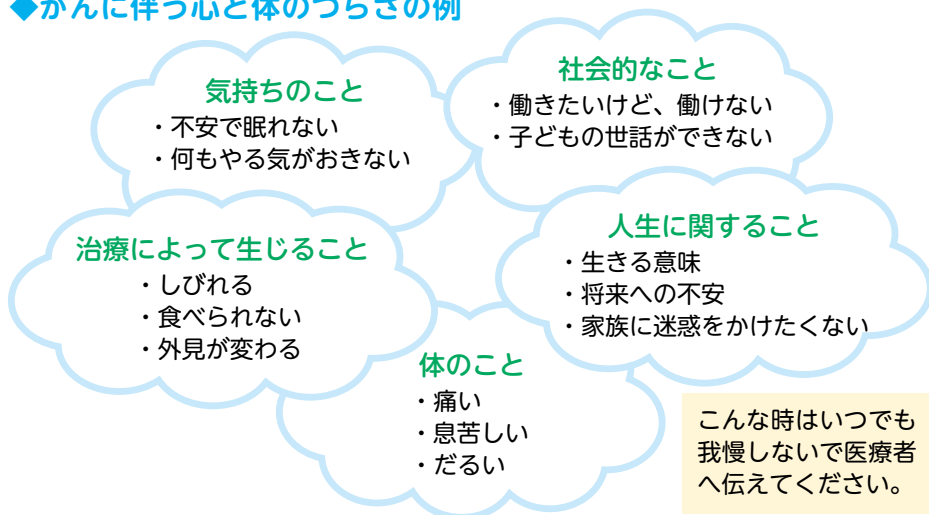 ◆がんに伴う心と体のつらさの例
気持ちのこと
・不安で眠れない
・何もやる気がおきない
社会的なこと
・働きたいけど、働けない
・子どもの世話ができない
治療によって生じること
・しびれる
・食べられない
・外見が変わる
人生に関すること
・生きる意味
・将来への不安
・家族に迷惑をかけたくない
体のこと
・痛い
・息苦しい
・だるい
こんな時はいつでも
我慢しないで医療者
へ伝えてください。